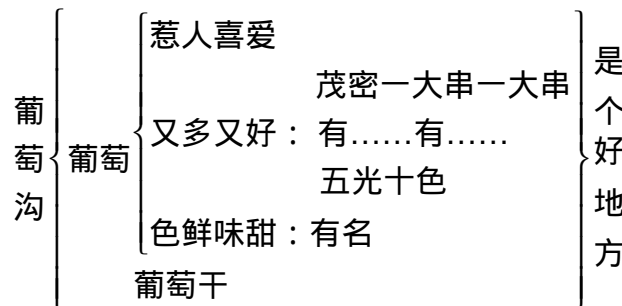 葡萄沟
葡萄
惹人喜爱
又多又好：
茂密一大串一大串
有……有……
五光十色
色鲜味甜：有名
葡萄干
是个好地方